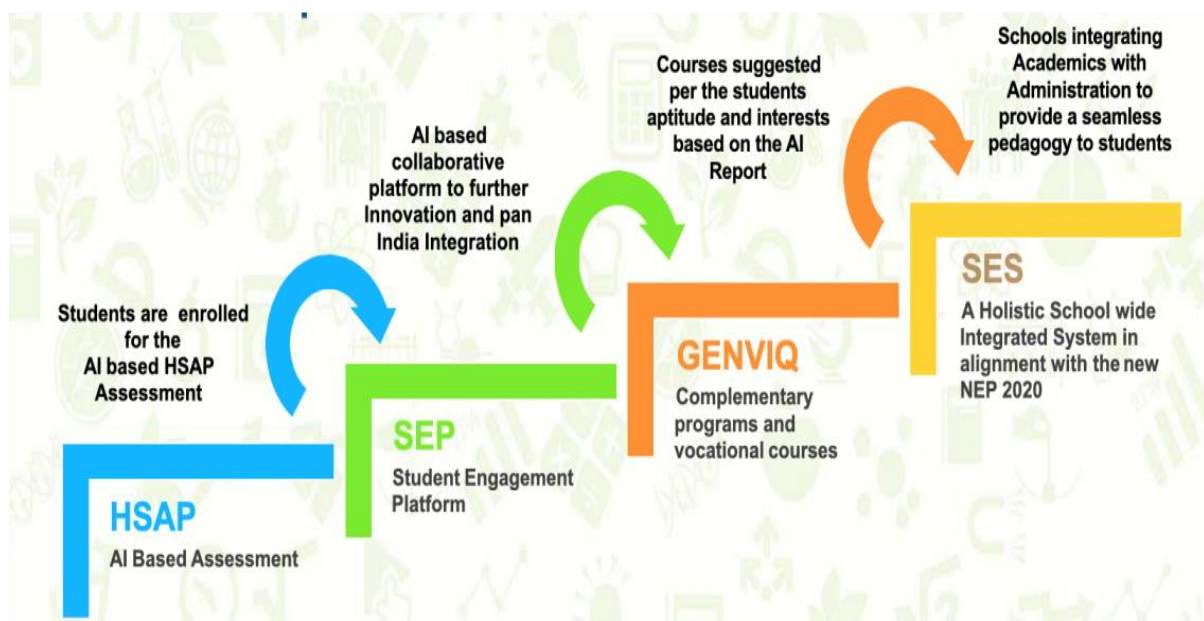 Students are enrolled
for the
AI based HSAP
Assessment
HSAP
AI Based Assessment
AI based
collaborative
platform to further
Innovation and pan
India Integration
SEP
Student Engagement
Platform
Courses suggested
per the students
aptitude and interests
based on the AI
Report
GENVIQ
Complementary
programs and
vocational courses
Schools integrating
Academics with
Administration to
provide a seamless
pedagogy to students
SES
A Holistic School wide
Integrated System in
alignment with the new
NEP 2020